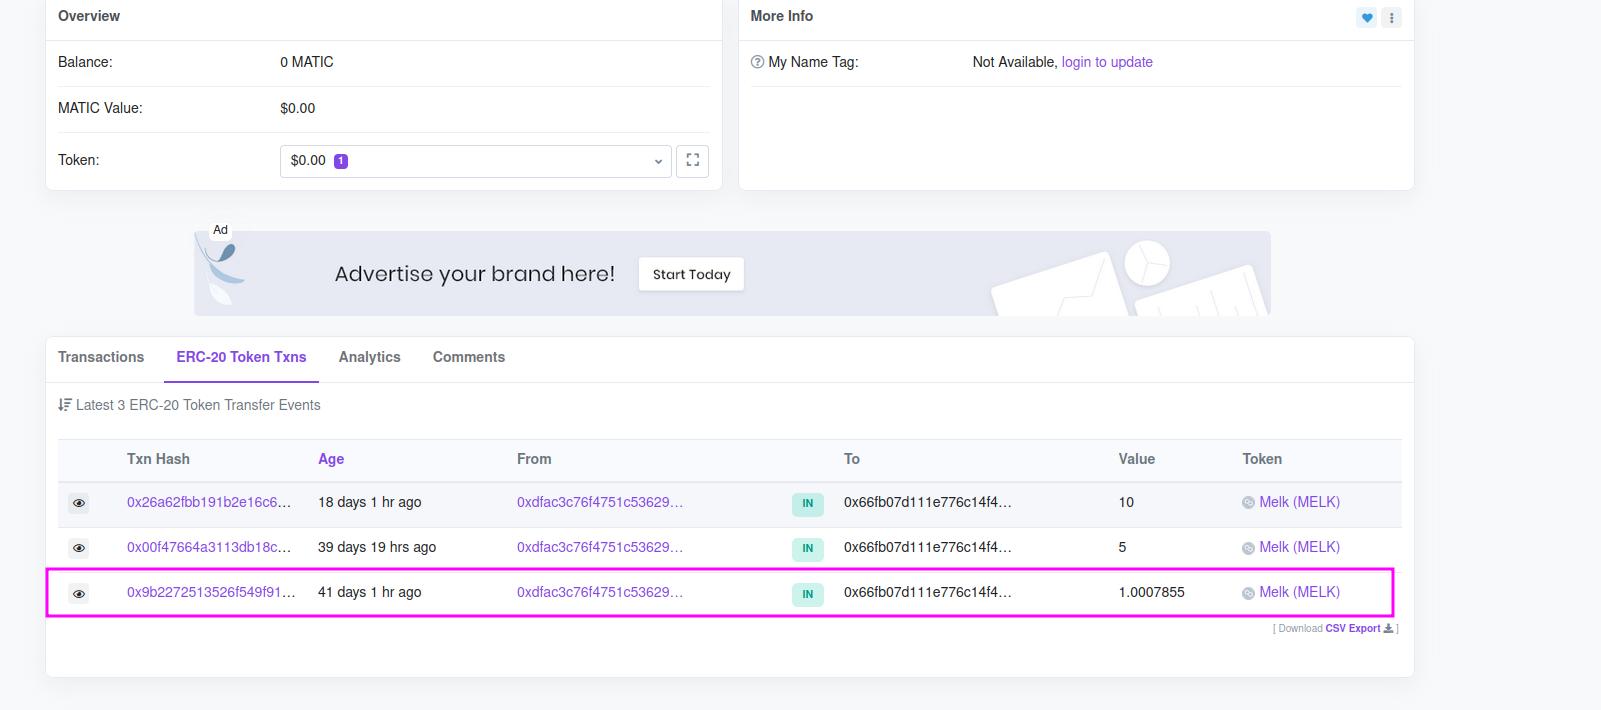 Overview
Balance: 0 MATIC
MATIC Value: $0.00
Token: $0.00 1
More Info
My Name Tag: Not Available, login to update
Ad
Advertise your brand here! Start Today
Transactions ERC-20 Token Txns Analytics Comments
Latest 3 ERC-20 Token Transfer Events
Txn Hash Age From To Value Token
0x26a62fbb191b2e16c6... 18 days 1 hr ago 0xdfac3c76f4751c53629... IN 0x66fb07d111e776c14f4... 10 Melk (MELK)
0x00f47664a3113db18c... 39 days 19 hrs ago 0xdfac3c76f4751c53629... IN 0x66fb07d111e776c14f4... 5 Melk (MELK)
0x9b2272513526f549f91... 41 days 1 hr ago 0xdfac3c76f4751c53629... IN 0x66fb07d111e776c14f4... 1.0007855 Melk (MELK)
[ Download CSV Export ]